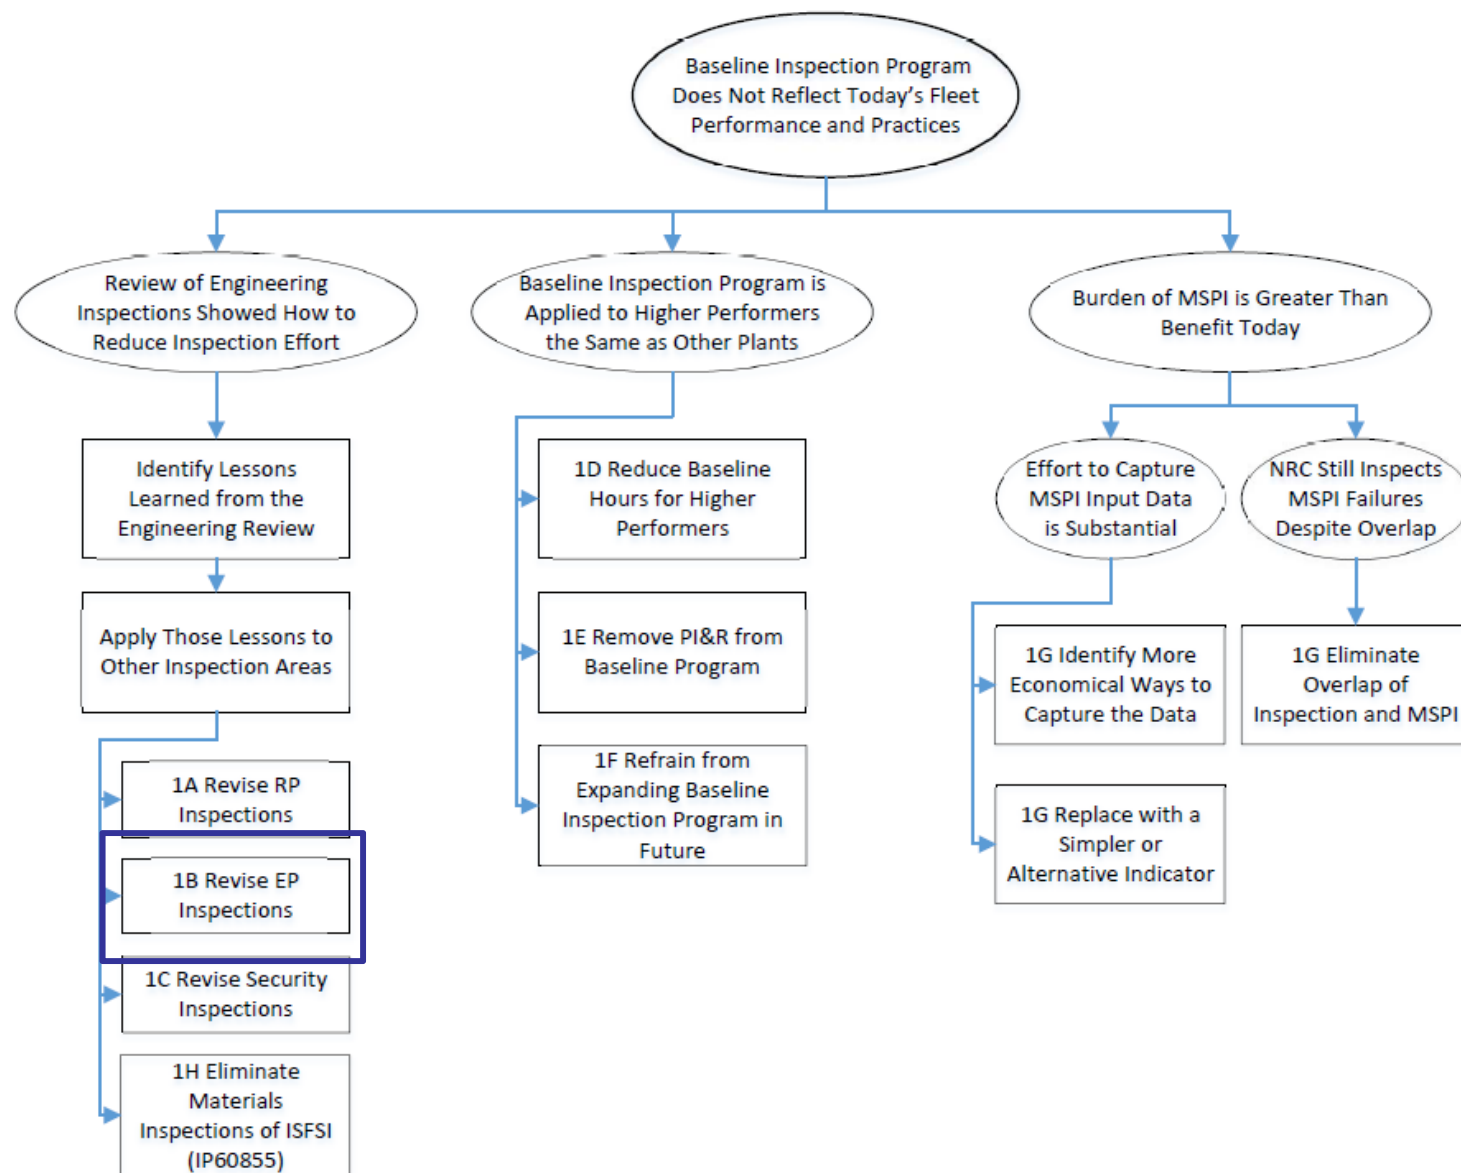 Baseline Inspection Program
Does Not Reflect Today's Fleet
Performance and Practices
Review of Engineering
Inspections Showed How to
Reduce Inspection Effort
Baseline Inspection Program is
Applied to Higher Performers
the Same as Other Plants
Burden of MSPI is Greater Than
Benefit Today
Identify Lessons
Learned from the
Engineering Review
1D Reduce Baseline
Hours for Higher
Performers
Effort to Capture
MSPI Input Data
is Substantial
NRC Still Inspects
MSPI Failures
Despite Overlap
Apply Those Lessons to
Other Inspection Areas
1E Remove PI&R from
Baseline Program
1G Identify More
Economical Ways to
Capture the Data
1G Eliminate
Overlap of
Inspection and MSPI
1A Revise RP
Inspections
1F Refrain from
Expanding Baseline
Inspection Program in
Future
1G Replace with a
Simpler or
Alternative Indicator
1B Revise EP
Inspections
1C Revise Security
Inspections
1H Eliminate
Materials
Inspections of ISFSI
(IP60855)